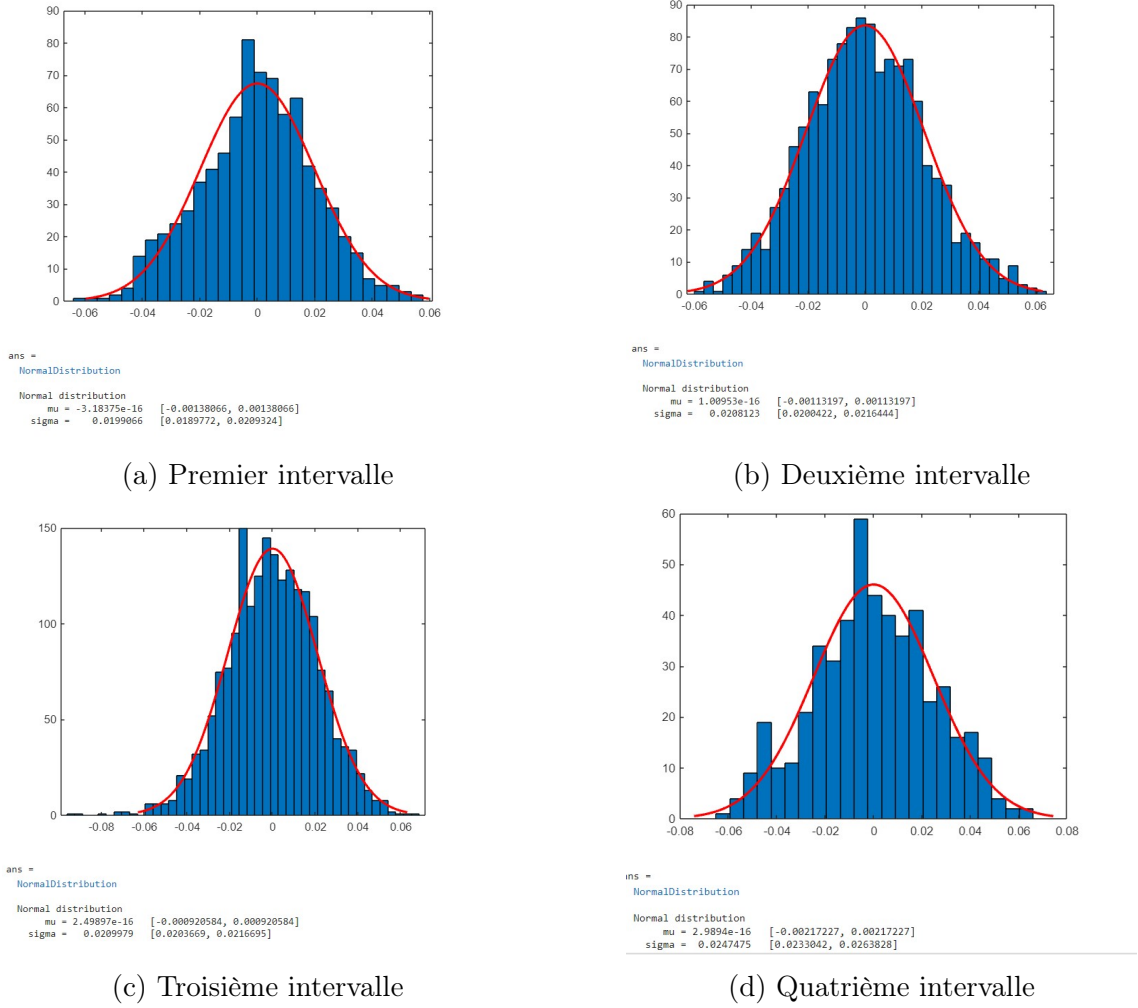 90
80
70
60
50
40
30
20
10
0
-0.06 -0.04 -0.02 0 0.02 0.04 0.06
ans =
NormalDistribution
Normal distribution
mu = -3.18375e-16 [-0.00138066, 0.00138066]
sigma = 0.0199066 [0.0189772, 0.0209324]
(a) Premier intervalle
90
80
70
60
50
40
30
20
10
0
-0.06 -0.04 -0.02 0 0.02 0.04 0.06
ans =
NormalDistribution
Normal distribution
mu = 1.00953e-16 [-0.00113197, 0.00113197]
sigma = 0.0208123 [0.0200422, 0.0216444]
(b) Deuxième intervalle
150
100
50
0
-0.08 -0.06 -0.04 -0.02 0 0.02 0.04 0.06
ans =
NormalDistribution
Normal distribution
mu = 2.49897e-16 [-0.000920584, 0.000920584]
sigma = 0.0209979 [0.0203669, 0.0216695]
(c) Troisième intervalle
60
50
40
30
20
10
0
-0.08 -0.06 -0.04 -0.02 0 0.02 0.04 0.06 0.08
ans =
NormalDistribution
Normal distribution
mu = 2.9894e-16 [-0.00217227, 0.00217227]
sigma = 0.0247475 [0.0233042, 0.0263828]
(d) Quatrième intervalle